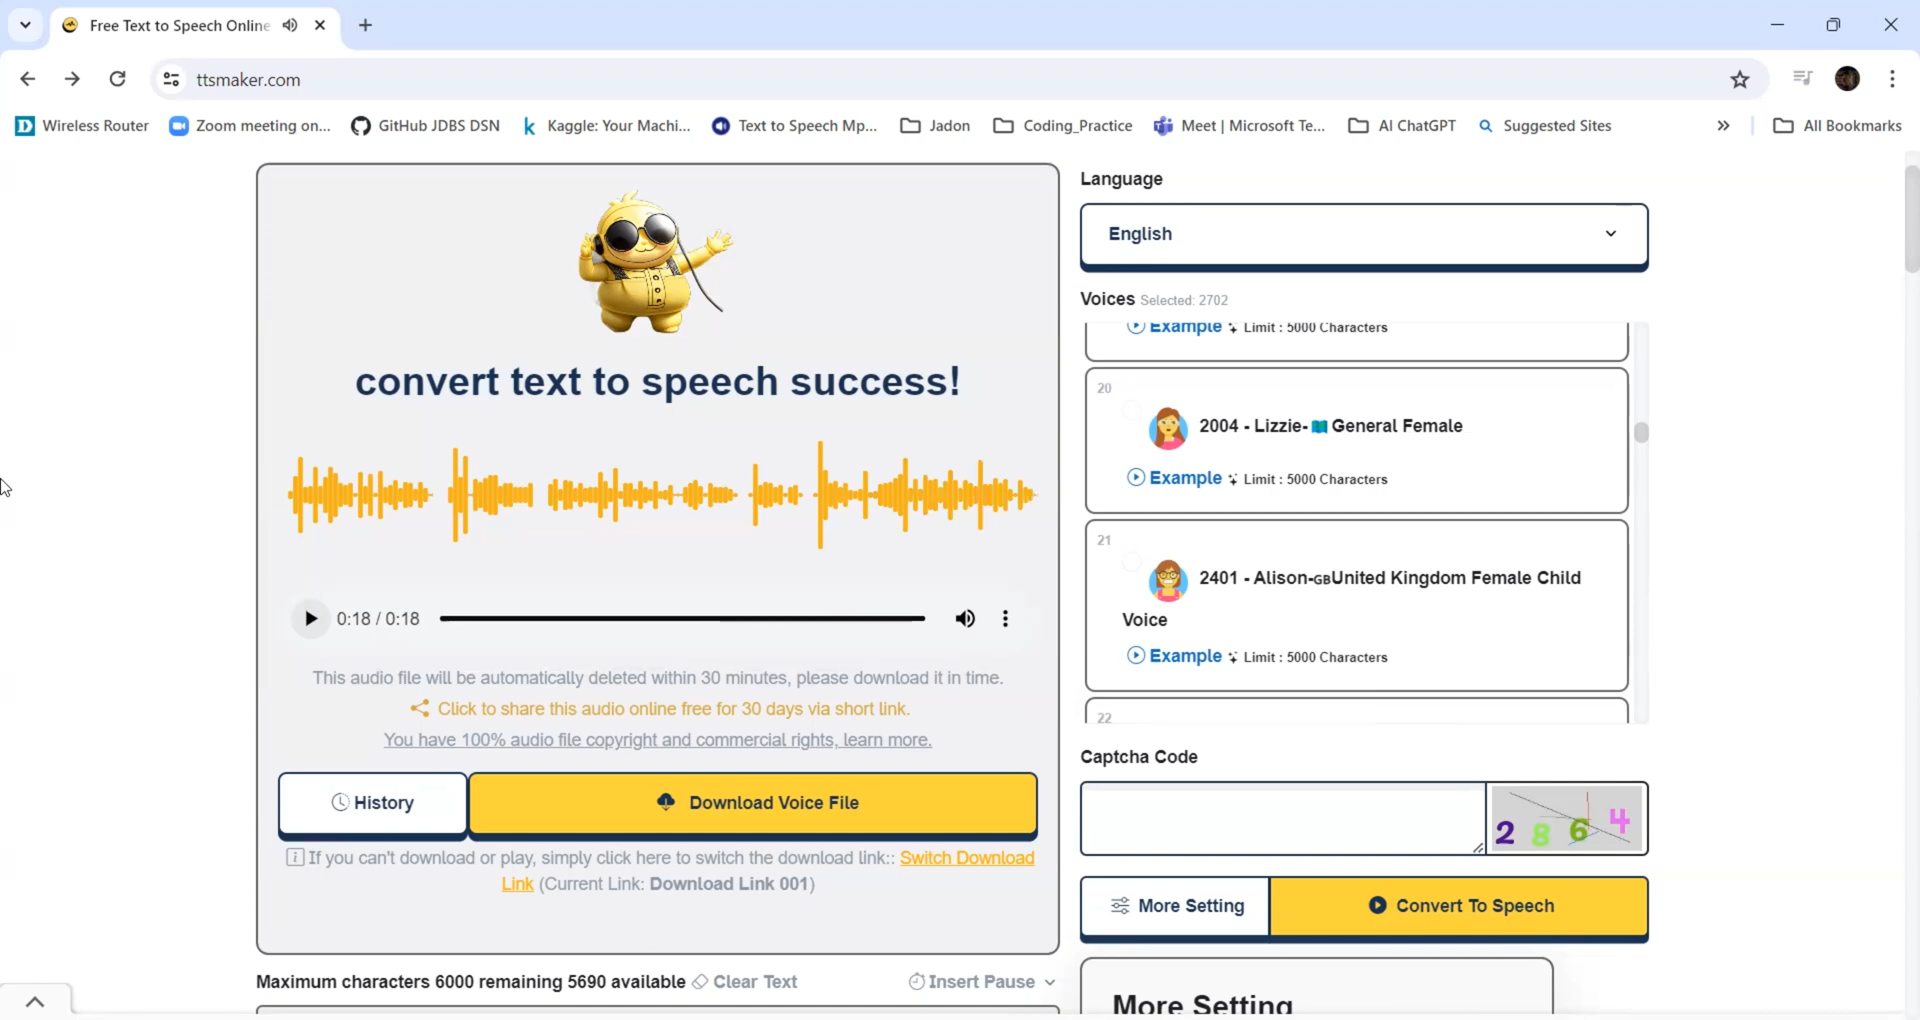 Free Text to Speech Online
ttsmaker.com
Wireless Router
Zoom meeting on...
GitHub JDBS DSN
Kaggle: Your Machi...
Text to Speech Mp...
Jadon
Coding_Practice
Meet | Microsoft Te...
AI ChatGPT
Suggested Sites
All Bookmarks
convert text to speech success!
0:18 / 0:18
This audio file will be automatically deleted within 30 minutes, please download it in time.
Click to share this audio online free for 30 days via short link.
You have 100% audio file copyright and commercial rights, learn more.
History
Download Voice File
If you can't download or play, simply click here to switch the download link:: Switch Download
Link (Current Link: Download Link 001)
Maximum characters 6000 remaining 5690 available
Clear Text
Insert Pause
Language
English
Voices Selected: 2702
Example Limit : 5000 Characters
20
2004 - Lizzie- General Female
Example Limit : 5000 Characters
21
2401 - Alison-GBUnited Kingdom Female Child
Voice
Example Limit : 5000 Characters
22
Captcha Code
2 8 6 4
More Setting
Convert To Speech
More Setting